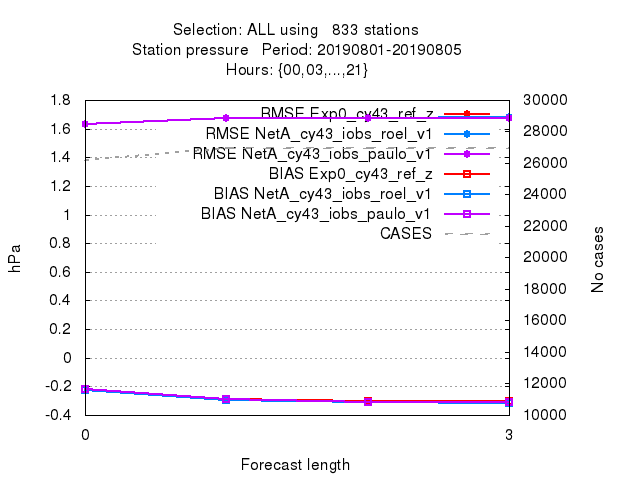 Selection: ALL using   833 stations
Station pressure   Period: 20190801-20190805
Hours: {00,03,...,21}
1.8
1.6
1.4
1.2
1
0.8
0.6
0.4
0.2
0
-0.2
-0.4
hPa
RMSE Exp0_cy43_ref_z
RMSE NetA_cy43_iobs_roel_v1
RMSE NetA_cy43_iobs_paulo_v1
BIAS Exp0_cy43_ref_z
BIAS NetA_cy43_iobs_roel_v1
BIAS NetA_cy43_iobs_paulo_v1
CASES
30000
28000
26000
24000
22000
20000
18000
16000
14000
12000
10000
No cases
0
3
Forecast length